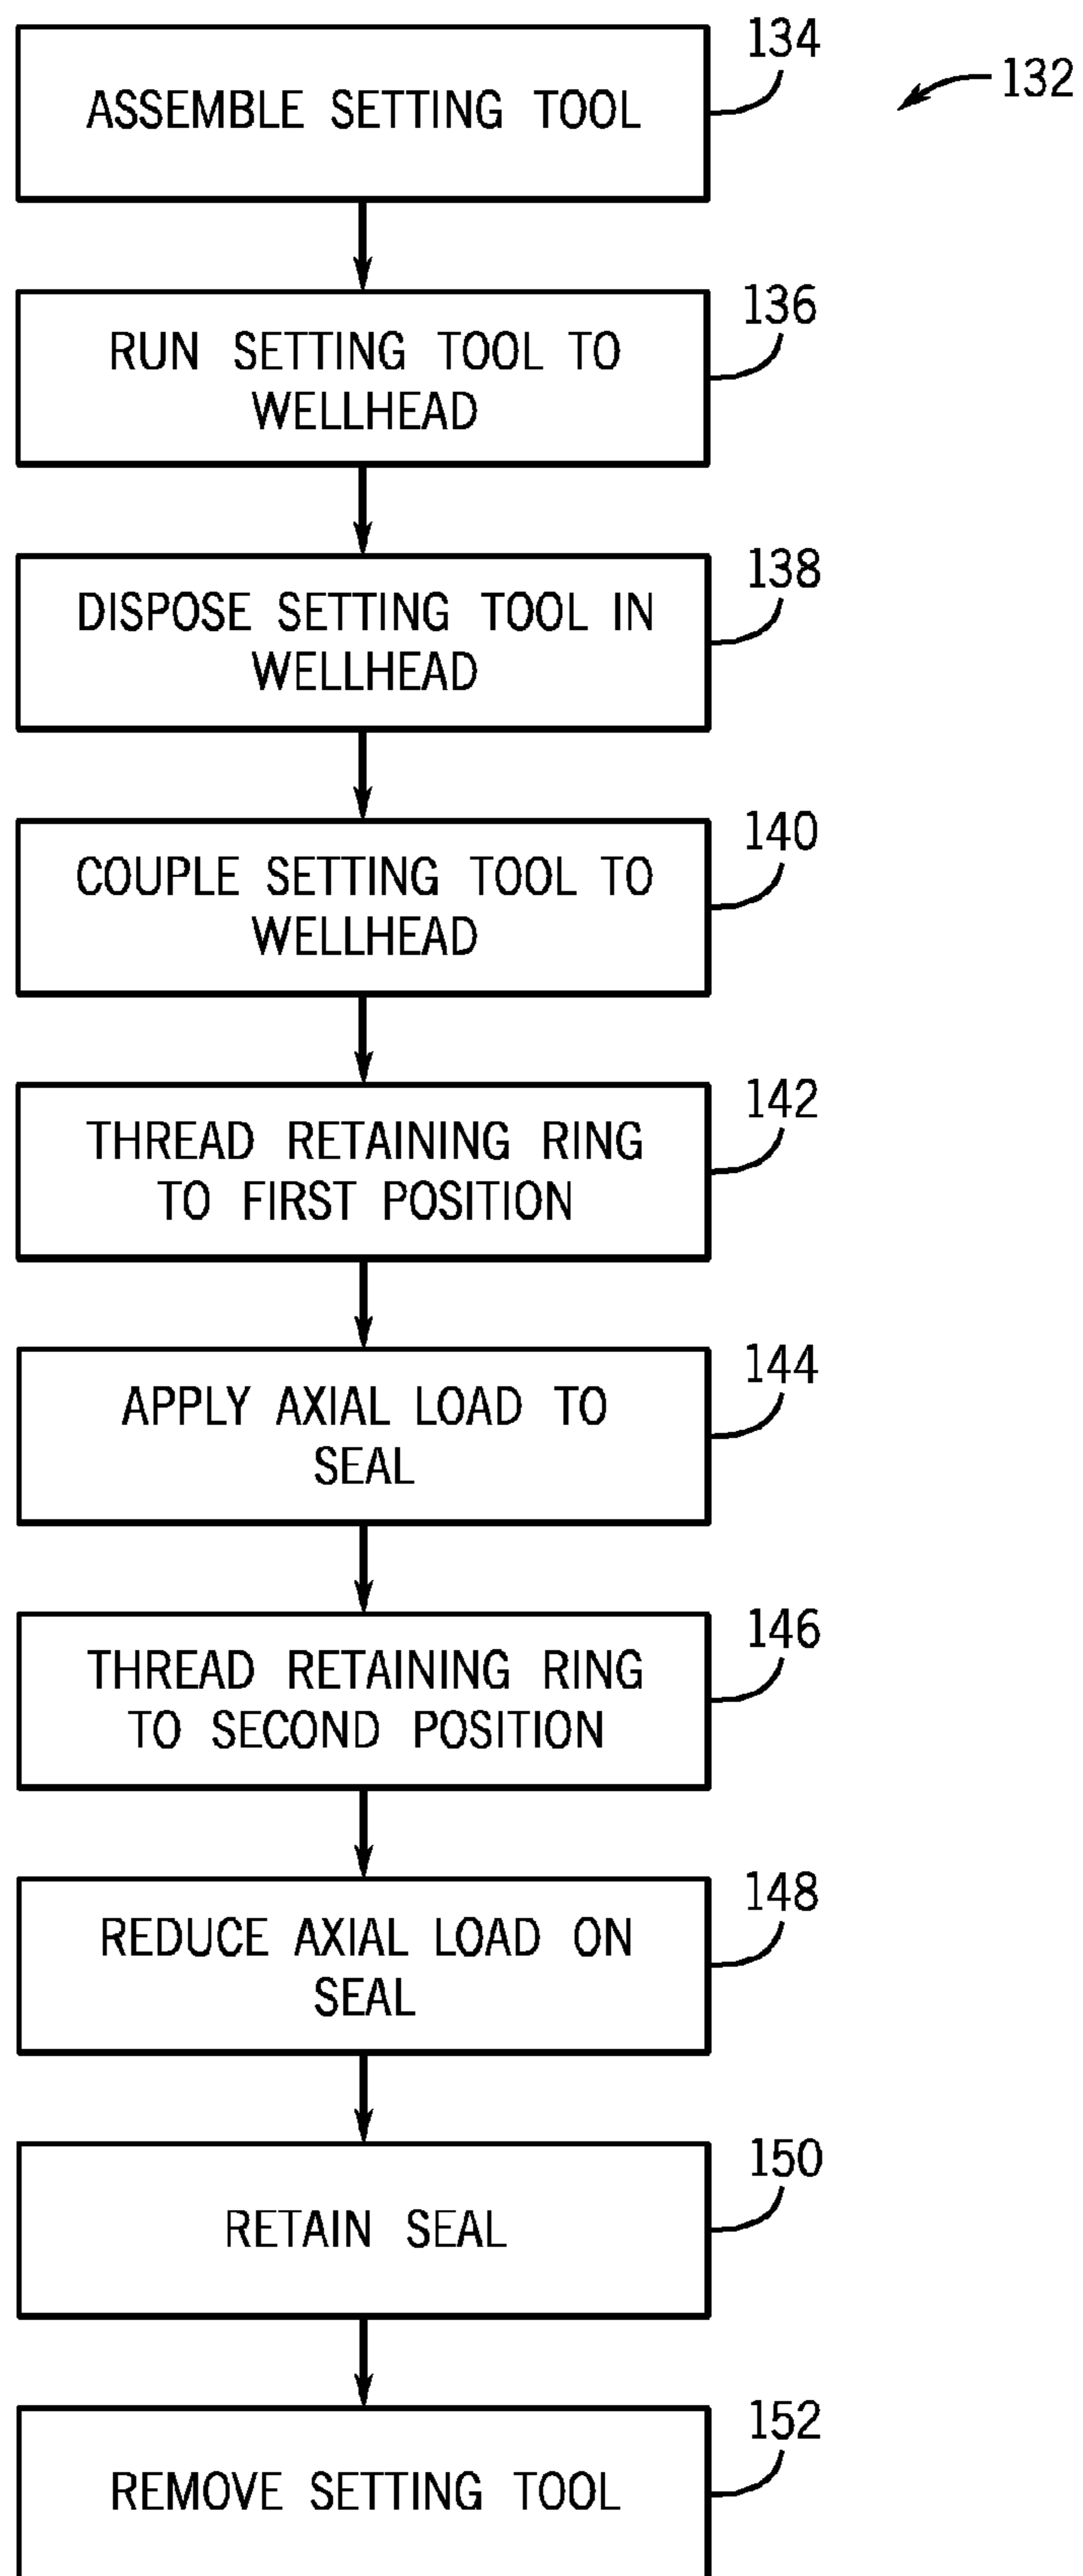 134
132
ASSEMBLE SETTING TOOL
136
RUN SETTING TOOL TO
WELLHEAD
138
DISPOSE SETTING TOOL IN
WELLHEAD
140
COUPLE SETTING TOOL TO
WELLHEAD
142
THREAD RETAINING RING
TO FIRST POSITION
144
APPLY AXIAL LOAD TO
SEAL
146
THREAD RETAINING RING
TO SECOND POSITION
148
REDUCE AXIAL LOAD ON
SEAL
150
RETAIN SEAL
152
REMOVE SETTING TOOL